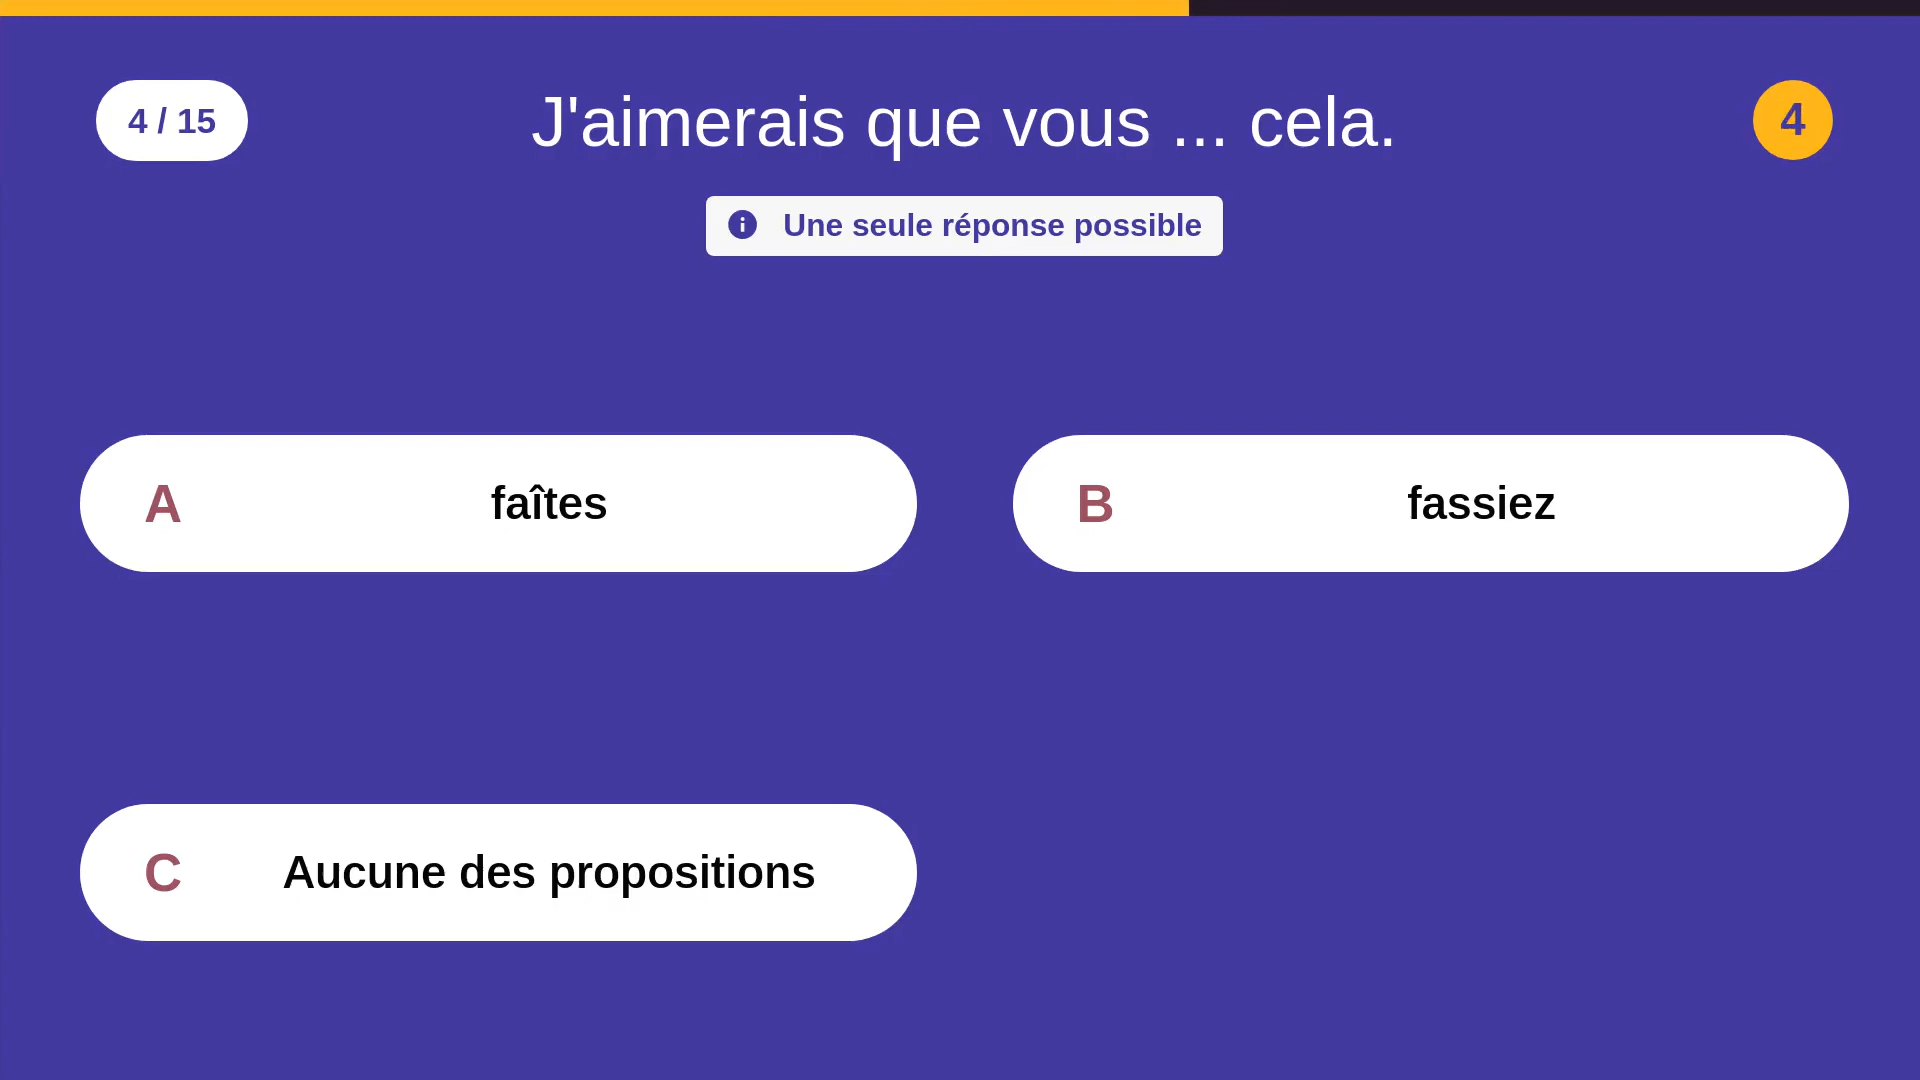 4 / 15
J'aimerais que vous ... cela.
4
Une seule réponse possible
A faîtes
B fassiez
C Aucune des propositions